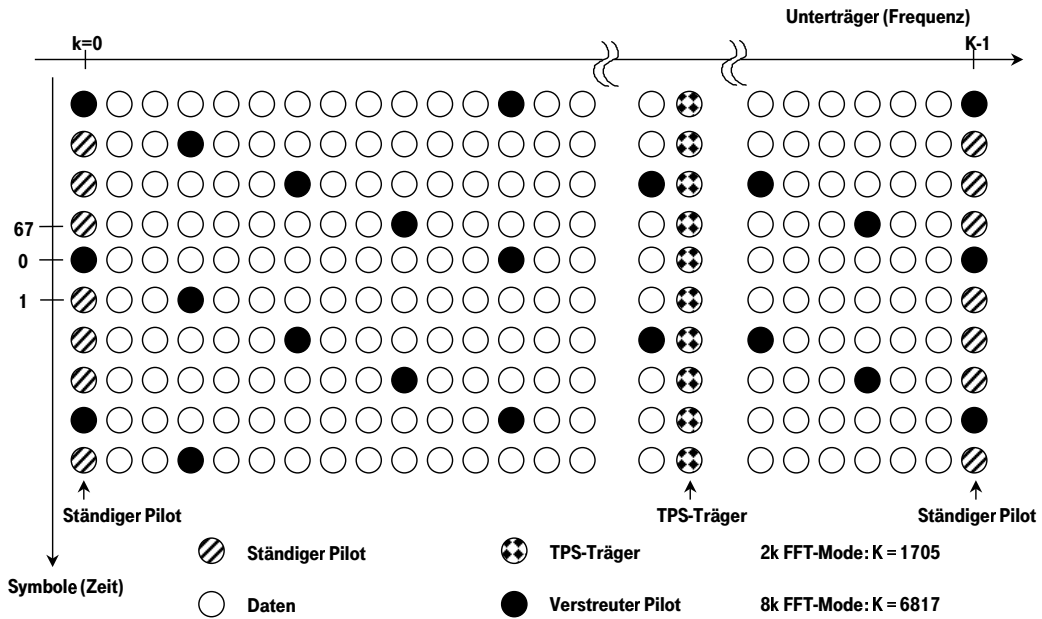 Unterträger (Frequenz)
k=0
K-1
67
0
1
Ständiger Pilot
TPS-Träger
Ständiger Pilot
Ständiger Pilot
TPS-Träger
2k FFT-Mode: K = 1705
Symbole (Zeit)
Daten
Verstreuter Pilot
8k FFT-Mode: K = 6817